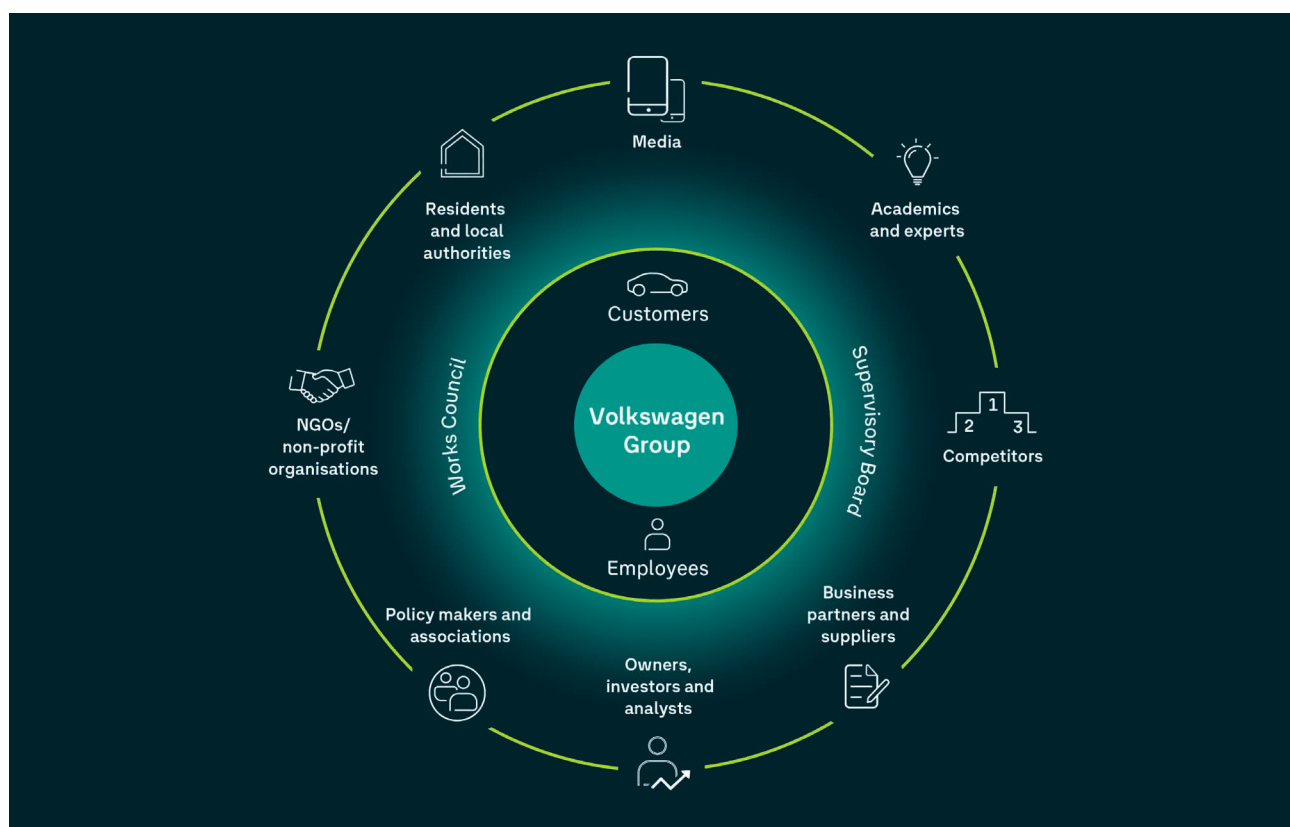 Media
Residents
and local
authorities
Academics
and experts
Customers
Works Council
Supervisory Board
Volkswagen
Group
NGOs/
non-profit
organisations
1
2
3
Competitors
Employees
Policy makers and
associations
Business
partners and
suppliers
Owners,
investors and
analysts